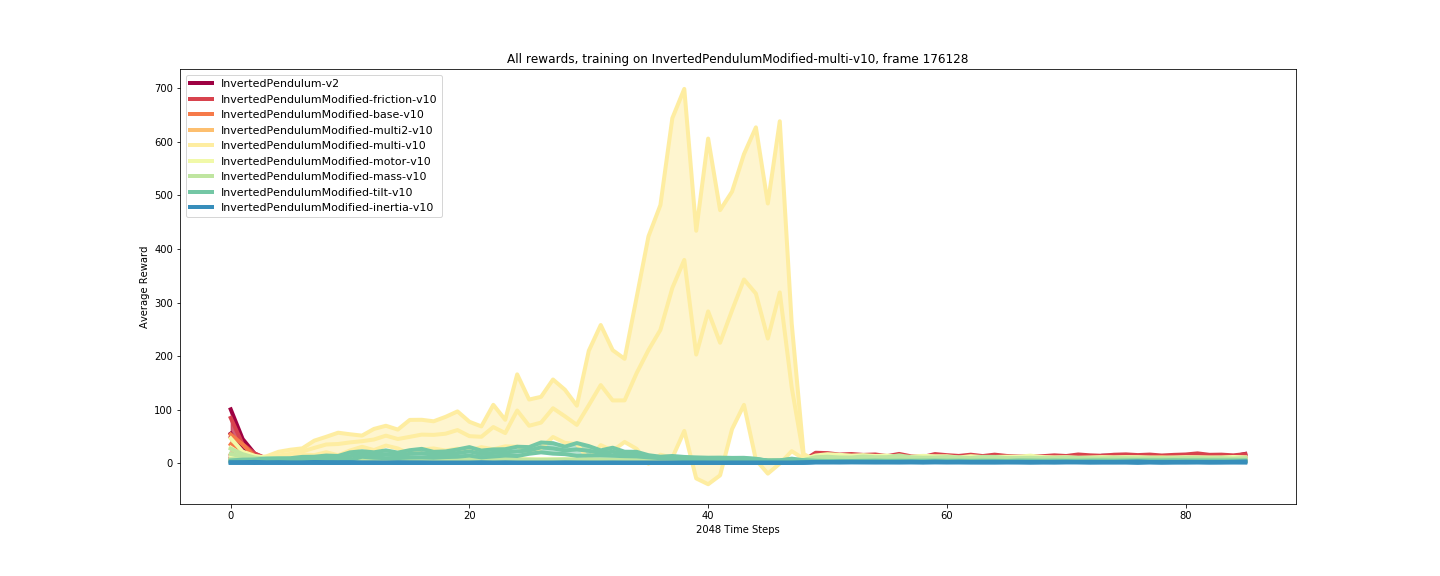 All rewards, training on InvertedPendulumModified-multi-v10, frame 176128
InvertedPendulum-v2
InvertedPendulumModified-friction-v10
InvertedPendulumModified-base-v10
InvertedPendulumModified-multi2-v10
InvertedPendulumModified-multi-v10
InvertedPendulumModified-motor-v10
InvertedPendulumModified-mass-v10
InvertedPendulumModified-tilt-v10
InvertedPendulumModified-inertia-v10
Average Reward
700
600
500
400
300
200
100
0
0 20 40 60 80
2048 Time Steps